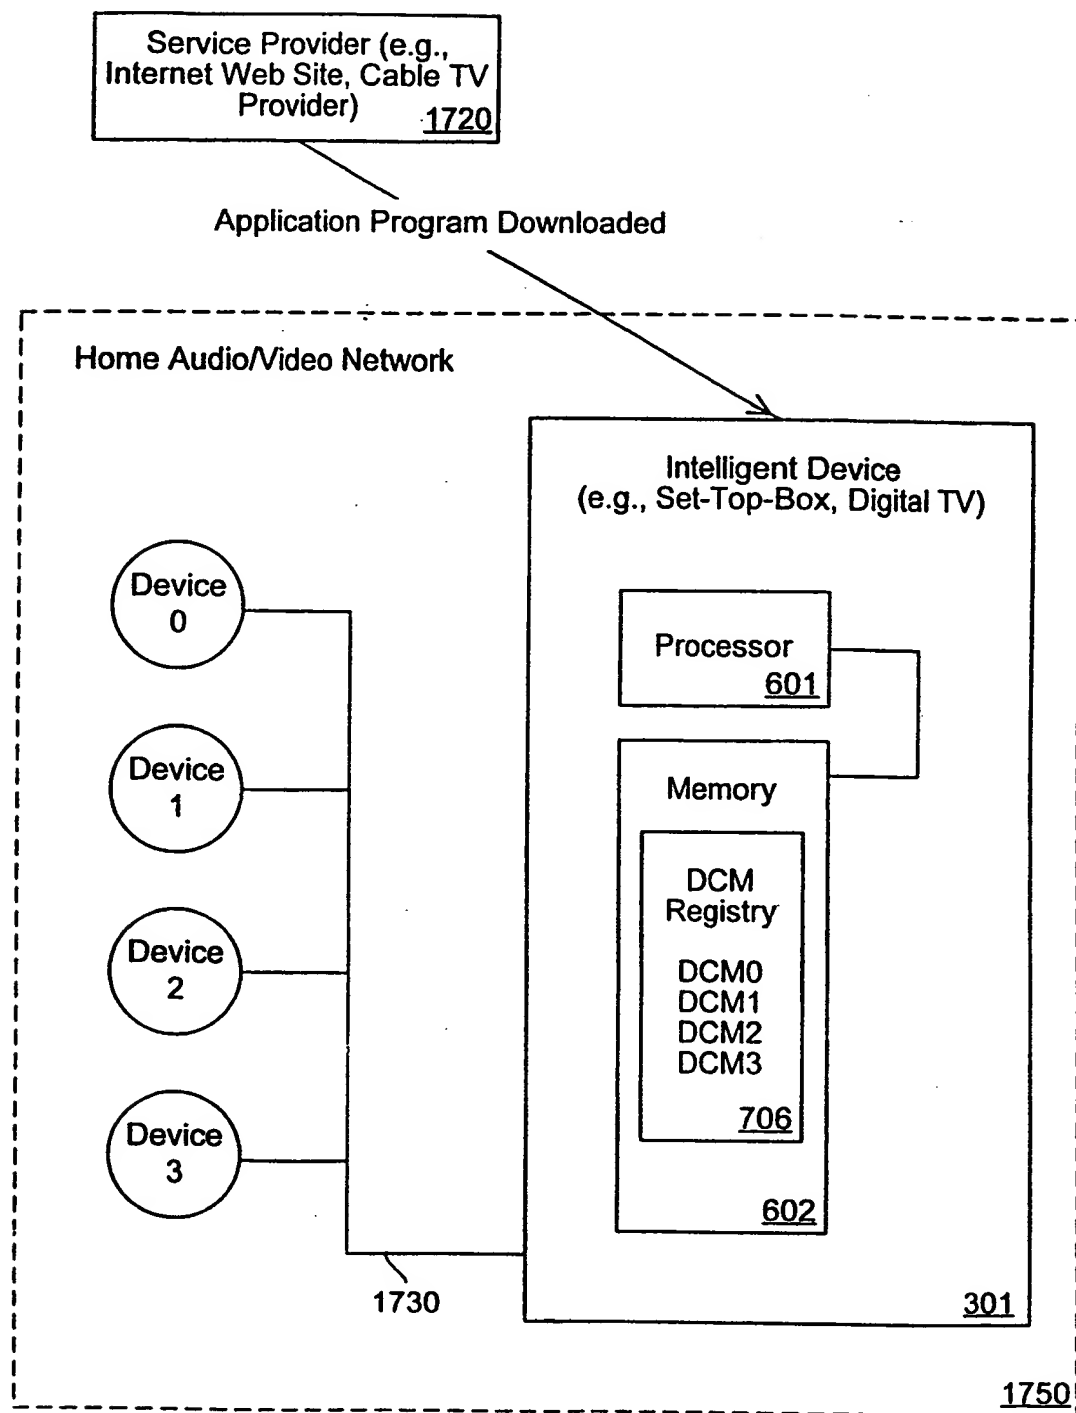 Service Provider (e.g.,
Internet Web Site, Cable TV
Provider)
1720
Application Program Downloaded
Home Audio/Video Network
Intelligent Device
(e.g., Set-Top-Box, Digital TV)
Device
0
Processor
601
Device
1
Memory
DCM
Registry
Device
2
DCM0
DCM1
DCM2
DCM3
706
Device
3
602
1730
301
1750